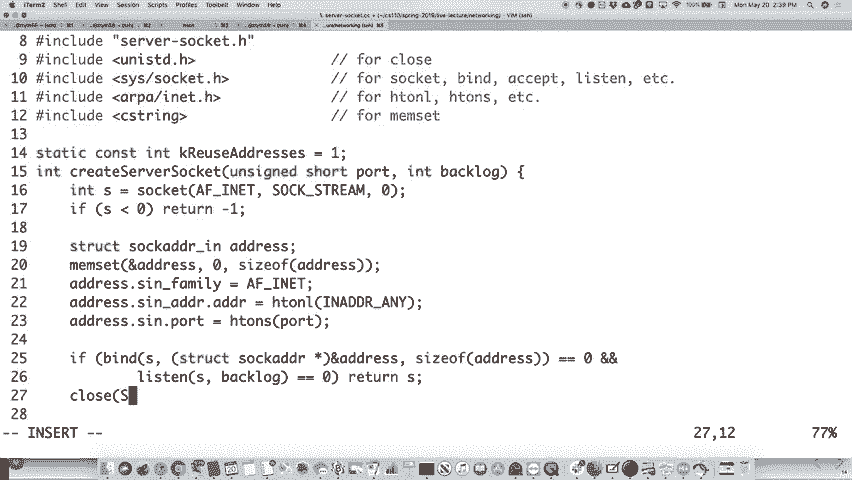 iTerm2 Shell Edit View Session Scripts Profiles Toolbelt Window Help 100% Mon May 20 2:39 PM
8 #include "server-socket.h"
9 #include <unistd.h> // for close
10 #include <sys/socket.h> // for socket, bind, accept, listen, etc.
11 #include <arpa/inet.h> // for htonl, htons, etc.
12 #include <cstring> // for memset
13
14 static const int kReuseAddresses = 1;
15 int createServerSocket(unsigned short port, int backlog) {
16 int s = socket(AF_INET, SOCK_STREAM, 0);
17 if (s < 0) return -1;
18
19 struct sockaddr_in address;
20 memset(&address, 0, sizeof(address));
21 address.sin_family = AF_INET;
22 address.sin_addr.addr = htonl(INADDR_ANY);
23 address.sin.port = htons(port);
24
25 if (bind(s, (struct sockaddr *)&address, sizeof(address)) == 0 &&
26 listen(s, backlog) == 0) return s;
27 close(S
28
-- INSERT -- 27,12 77%